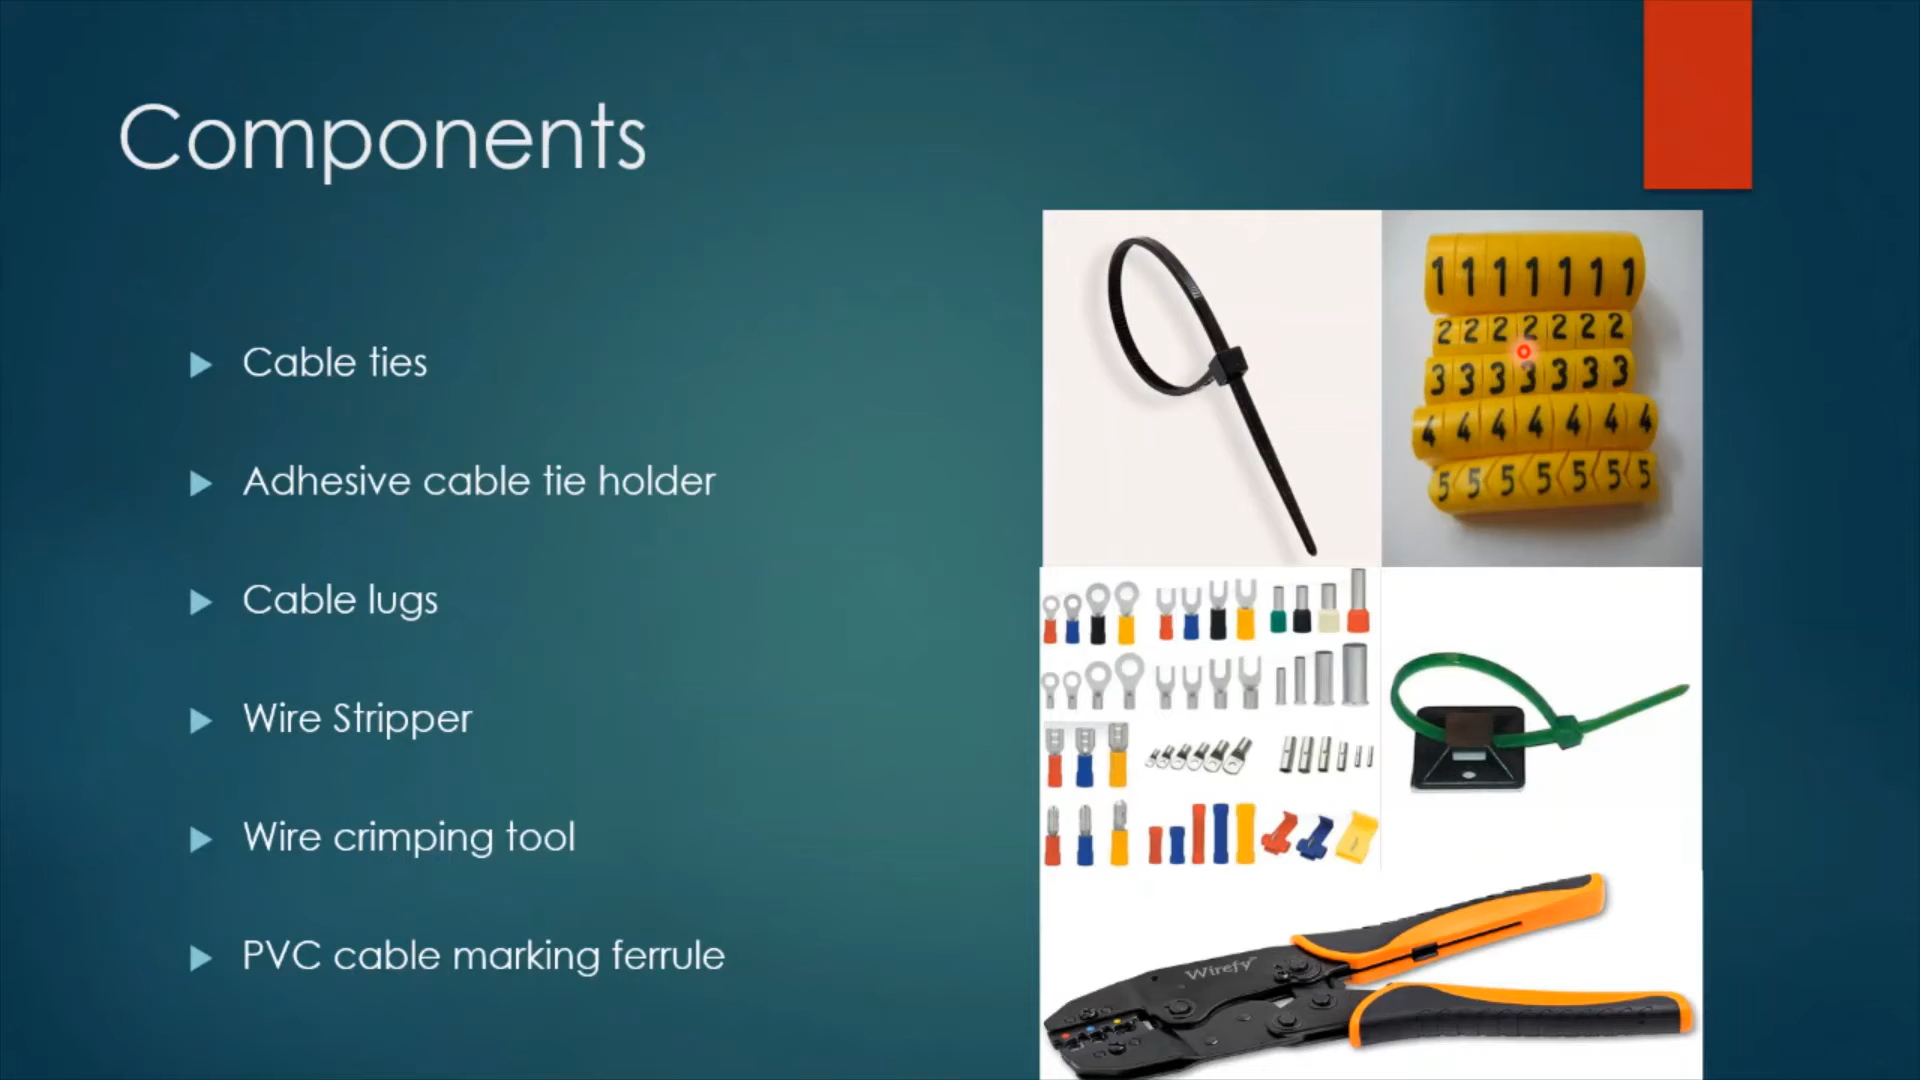 Components
Cable ties
Adhesive cable tie holder
Cable lugs
Wire Stripper
Wire crimping tool
PVC cable marking ferrule
1 1 1 1 1 1 1
2 2 2 2 2 2 2
3 3 3 3 3 3 3
4 4 4 4 4 4 4
5 5 5 5 5 5 5
Wirefy